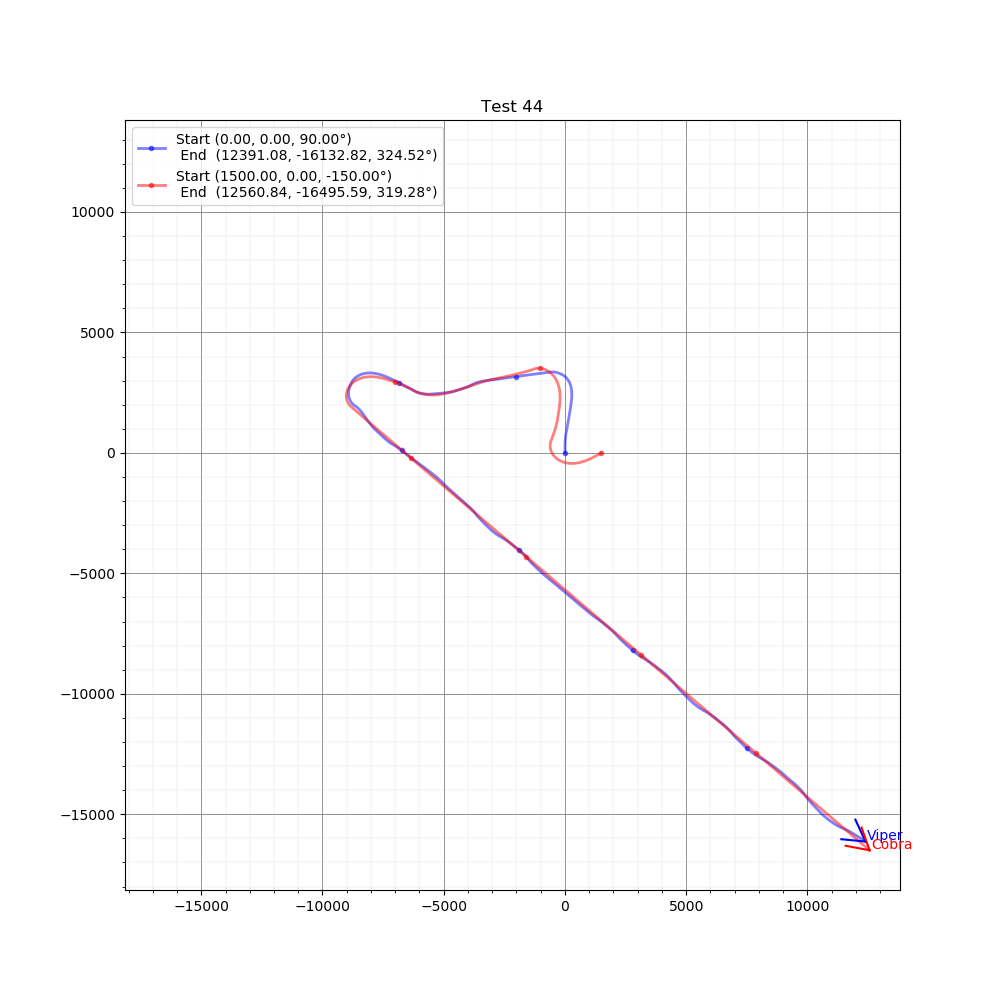 Test 44
Start (0.00, 0.00, 90.00°)
End (12391.08, -16132.82, 324.52°)
Start (1500.00, 0.00, -150.00°)
End (12560.84, -16495.59, 319.28°)
10000
5000
0
−5000
−10000
−15000
Viper
Cobra
−15000 −10000 −5000 0 5000 10000